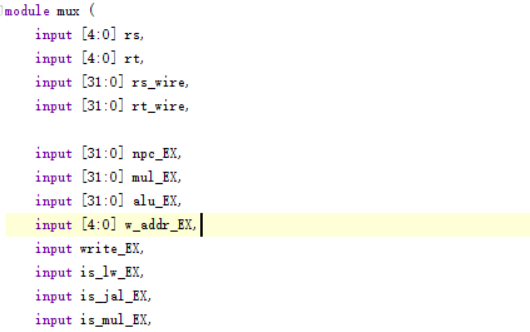 module mux (
input [4:0] rs,
input [4:0] rt,
input [31:0] rs_wire,
input [31:0] rt_wire,
input [31:0] npc_EX,
input [31:0] mul_EX,
input [31:0] alu_EX,
input [4:0] w_addr_EX,
input write_EX,
input is_lw_EX,
input is_jal_EX,
input is_mul_EX,